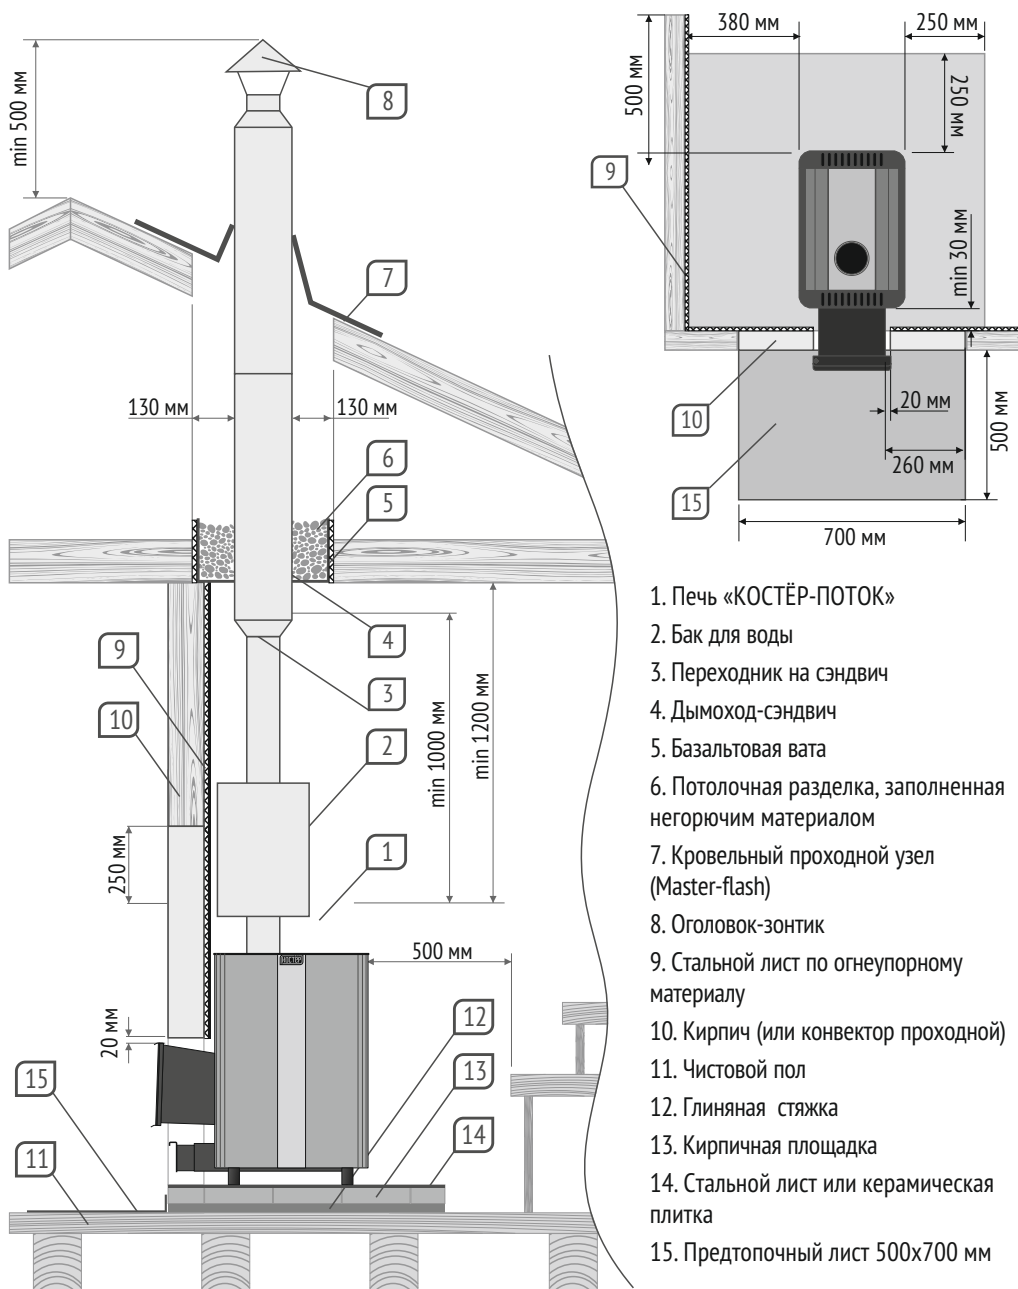 min 500 мм
8
7
130 мм
130 мм
6
5
4
3
9
10
2
1
min 1000 мм
min 1200 мм
250 мм
20 мм
500 мм
КОСТЁР
12
13
14
15
11
380 мм
250 мм
500 мм
250 мм
9
min 30 мм
10
20 мм
260 мм
500 мм
15
700 мм
1. Печь «КОСТЁР-ПОТОК»
2. Бак для воды
3. Переходник на сэндвич
4. Дымоход-сэндвич
5. Базальтовая вата
6. Потолочная разделка, заполненная
негорючим материалом
7. Кровельный проходной узел
(Master-flash)
8. Оголовок-зонтик
9. Стальной лист по огнеупорному
материалу
10. Кирпич (или конвектор проходной)
11. Чистовой пол
12. Глиняная  стяжка
13. Кирпичная площадка
14. Стальной лист или керамическая
плитка
15. Предтопочный лист 500х700 мм